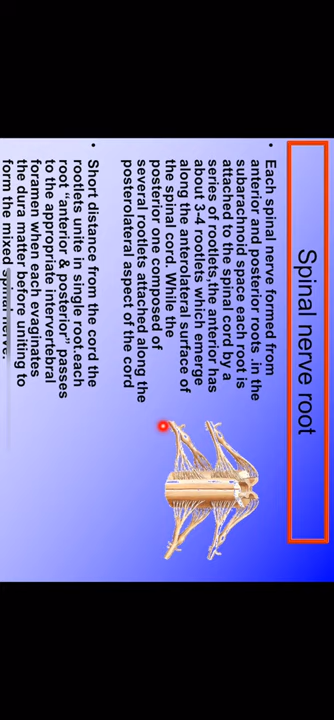 Spinal nerve root
• Each spinal nerve formed from
anterior and posterior roots .in the
subarachnoid space each root is
attached to the spinal cord by a
series of rootlets,the anterior has
about 3-4 rootlets which emerge
along the anterolateral surface of
the spinal cord. While the
posterior one composed of
several rootlets attached along the
posterolateral aspect of the cord
• Short distance from the cord the
rootlets unite in single root.each
root "anterior & posterior" passes
to the appropriate intervertebral
foramen when each evaginates
the dura matter before uniting to
form the mixed spinal nerve.